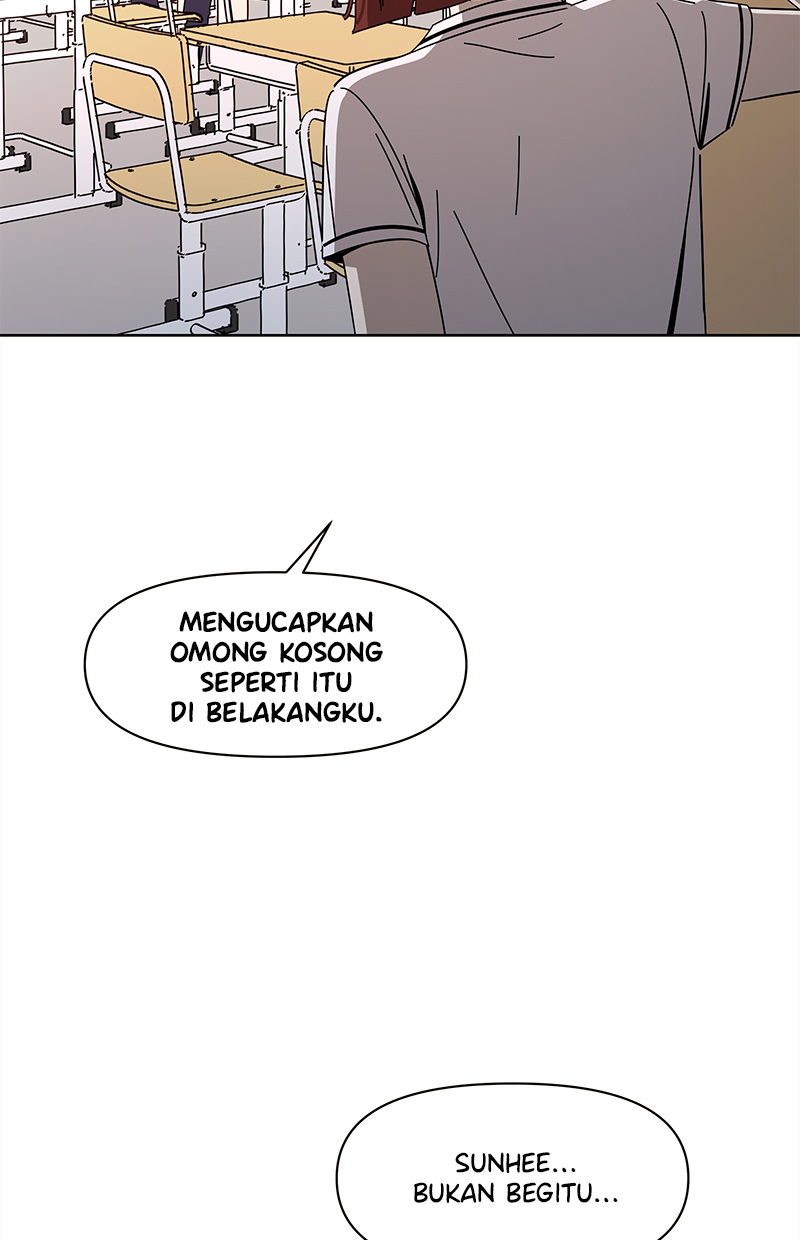 MENGUCAPKAN
OMONG KOSONG
SEPERTI ITU
DI BELAKANGKU.
SUNHEE...
BUKAN BEGITU...